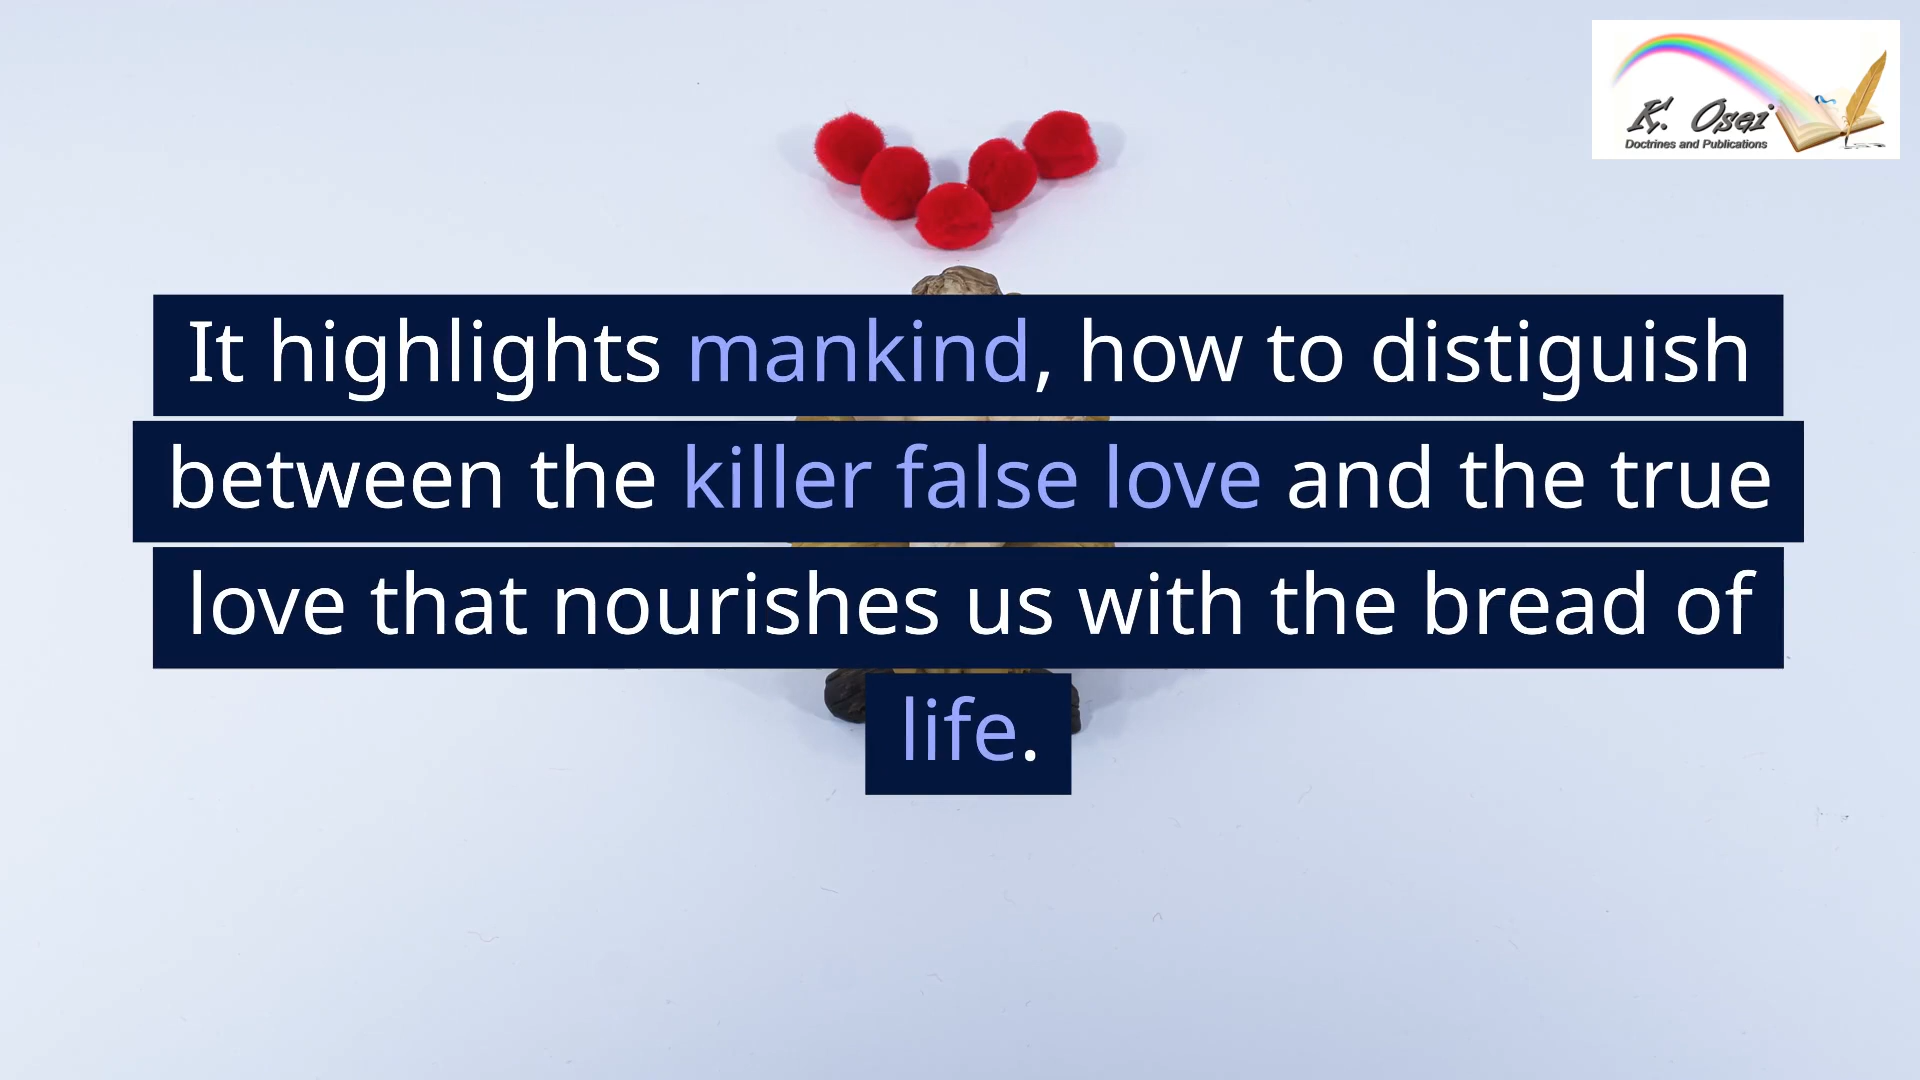 K. Osei
Doctrines and Publications
It highlights mankind, how to distiguish
between the killer false love and the true
love that nourishes us with the bread of
life.